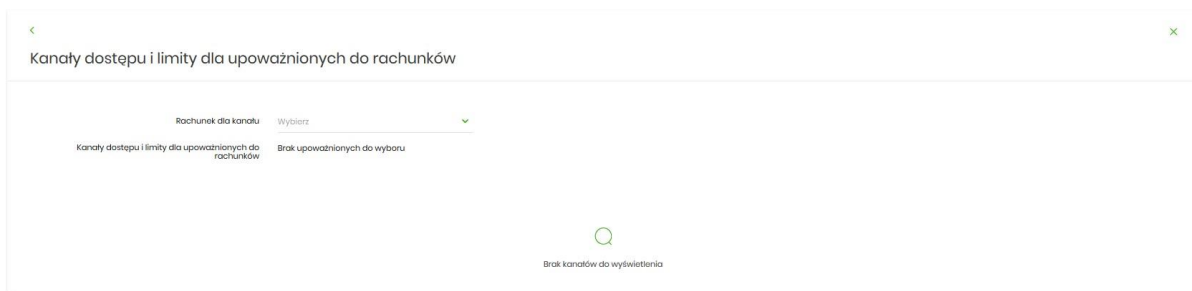 Kanały dostępu i limity dla upoważnionych do rachunków
Rachunek dla kanału
Wybierz
Kanały dostępu i limity dla upoważnionych do
rachunków
Brak upoważnionych do wyboru
Brak kanałów do wyświetlenia